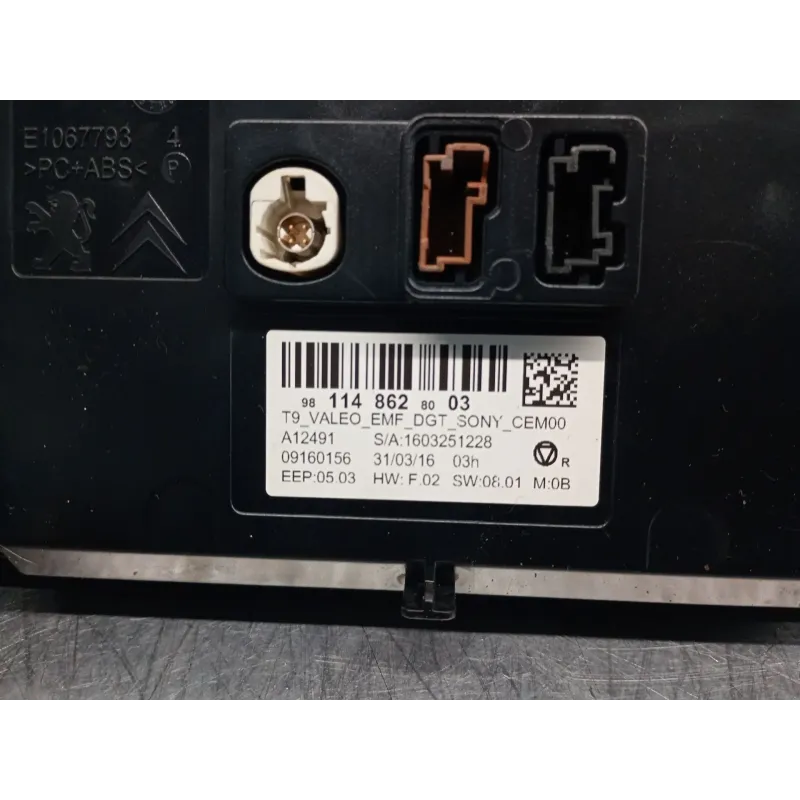 E1067793 4
>PC+ABS< P
98 114 862 80 03
T9_VALEO_EMF_DGT_SONY_CEM00
A12491 S/A:1603251228
09160156 31/03/16 03h
R
EEP:05.03 HW: F.02 SW:08.01 M:0B